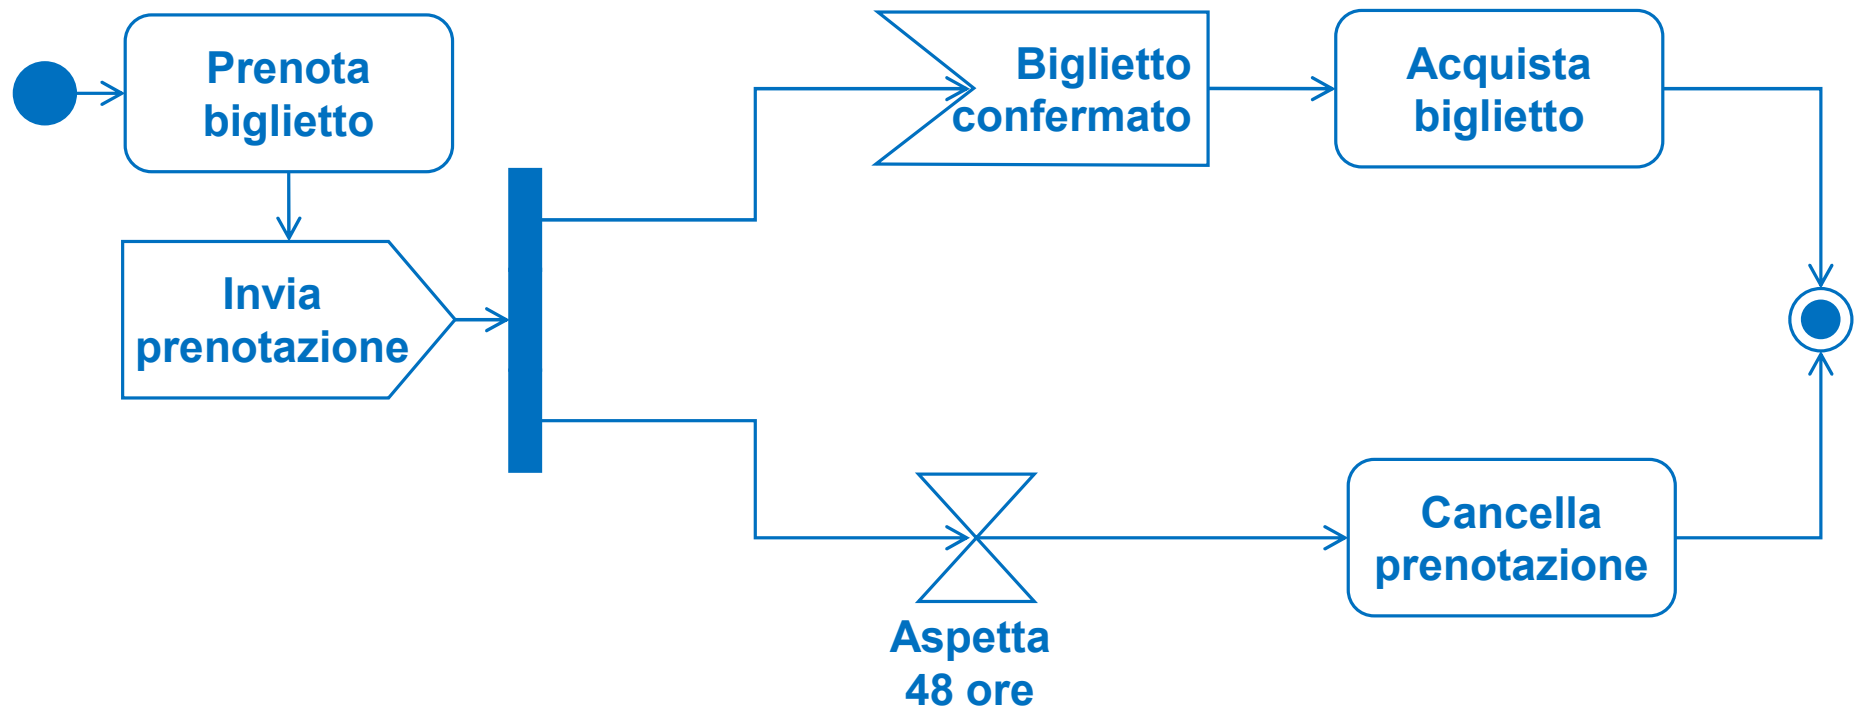 Prenota
biglietto
Invia
prenotazione
Biglietto
confermato
Acquista
biglietto
Aspetta
48 ore
Cancella
prenotazione